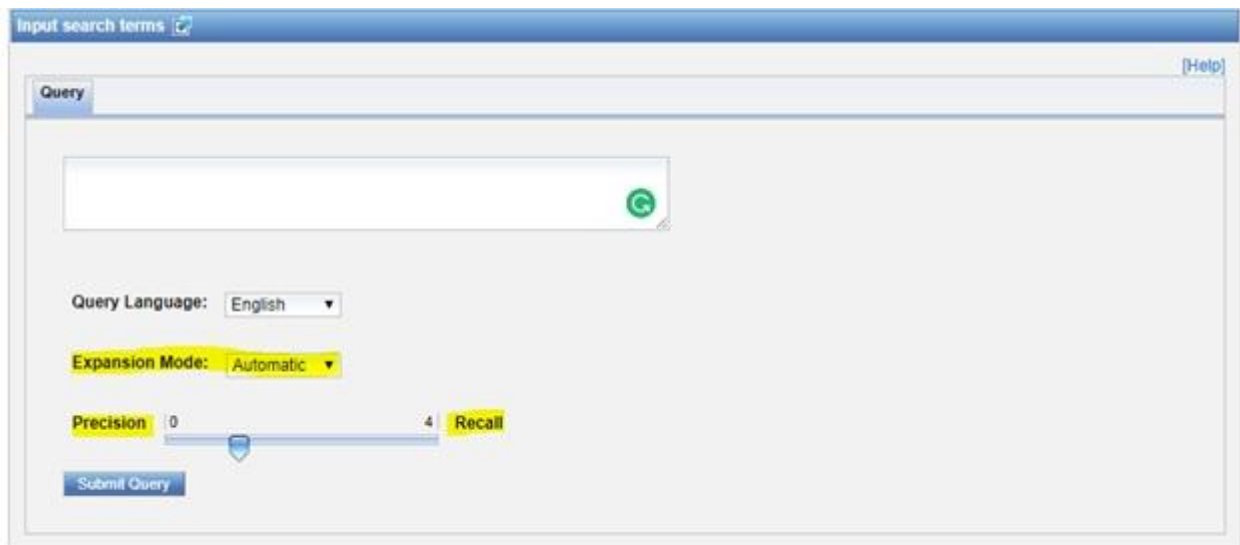 Input search terms
[Help]
Query
Query Language: English
Expansion Mode: Automatic
Precision 0 4 Recall
Submit Query